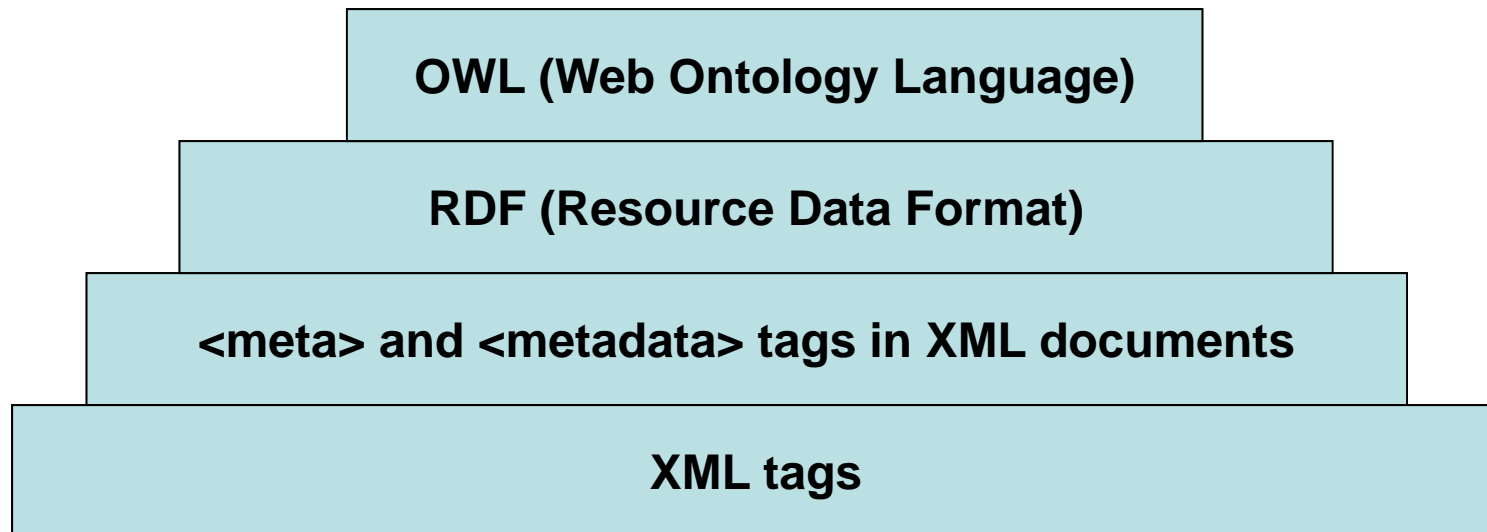 OWL (Web Ontology Language)
RDF (Resource Data Format)
<meta> and <metadata> tags in XML documents
XML tags